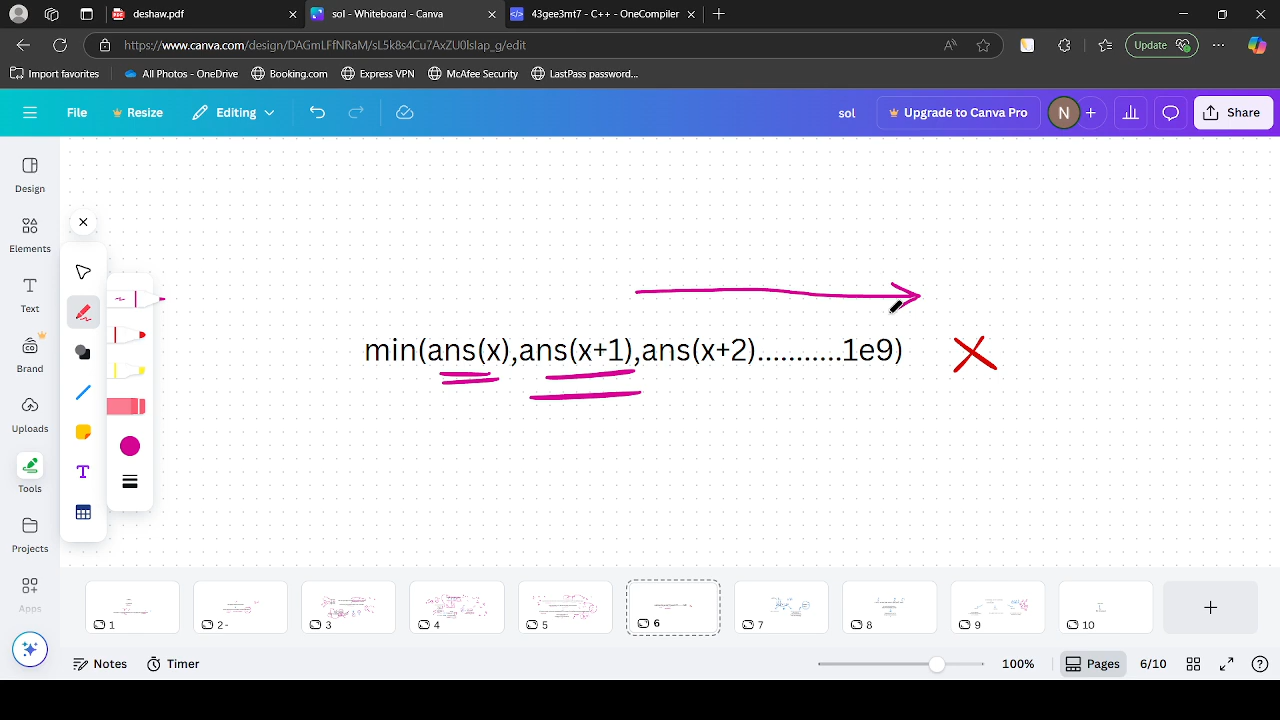 deshaw.pdf
sol - Whiteboard - Canva
43gee3mt7 - C++ - OneCompiler
https://www.canva.com/design/DAGmLFfNRaM/sL5k8s4Cu7AxZU0Islap_g/edit
A))
Update
Import favorites
All Photos - OneDrive
Booking.com
Express VPN
McAfee Security
LastPass password...
File
Resize
Editing
sol
Upgrade to Canva Pro
N
Share
Design
Elements
Text
Brand
Uploads
Tools
Projects
Apps
T
min(ans(x),ans(x+1),ans(x+2)...........1e9)
1
2 -
3
4
5
6
7
8
9
10
Notes
Timer
100%
Pages
6/10